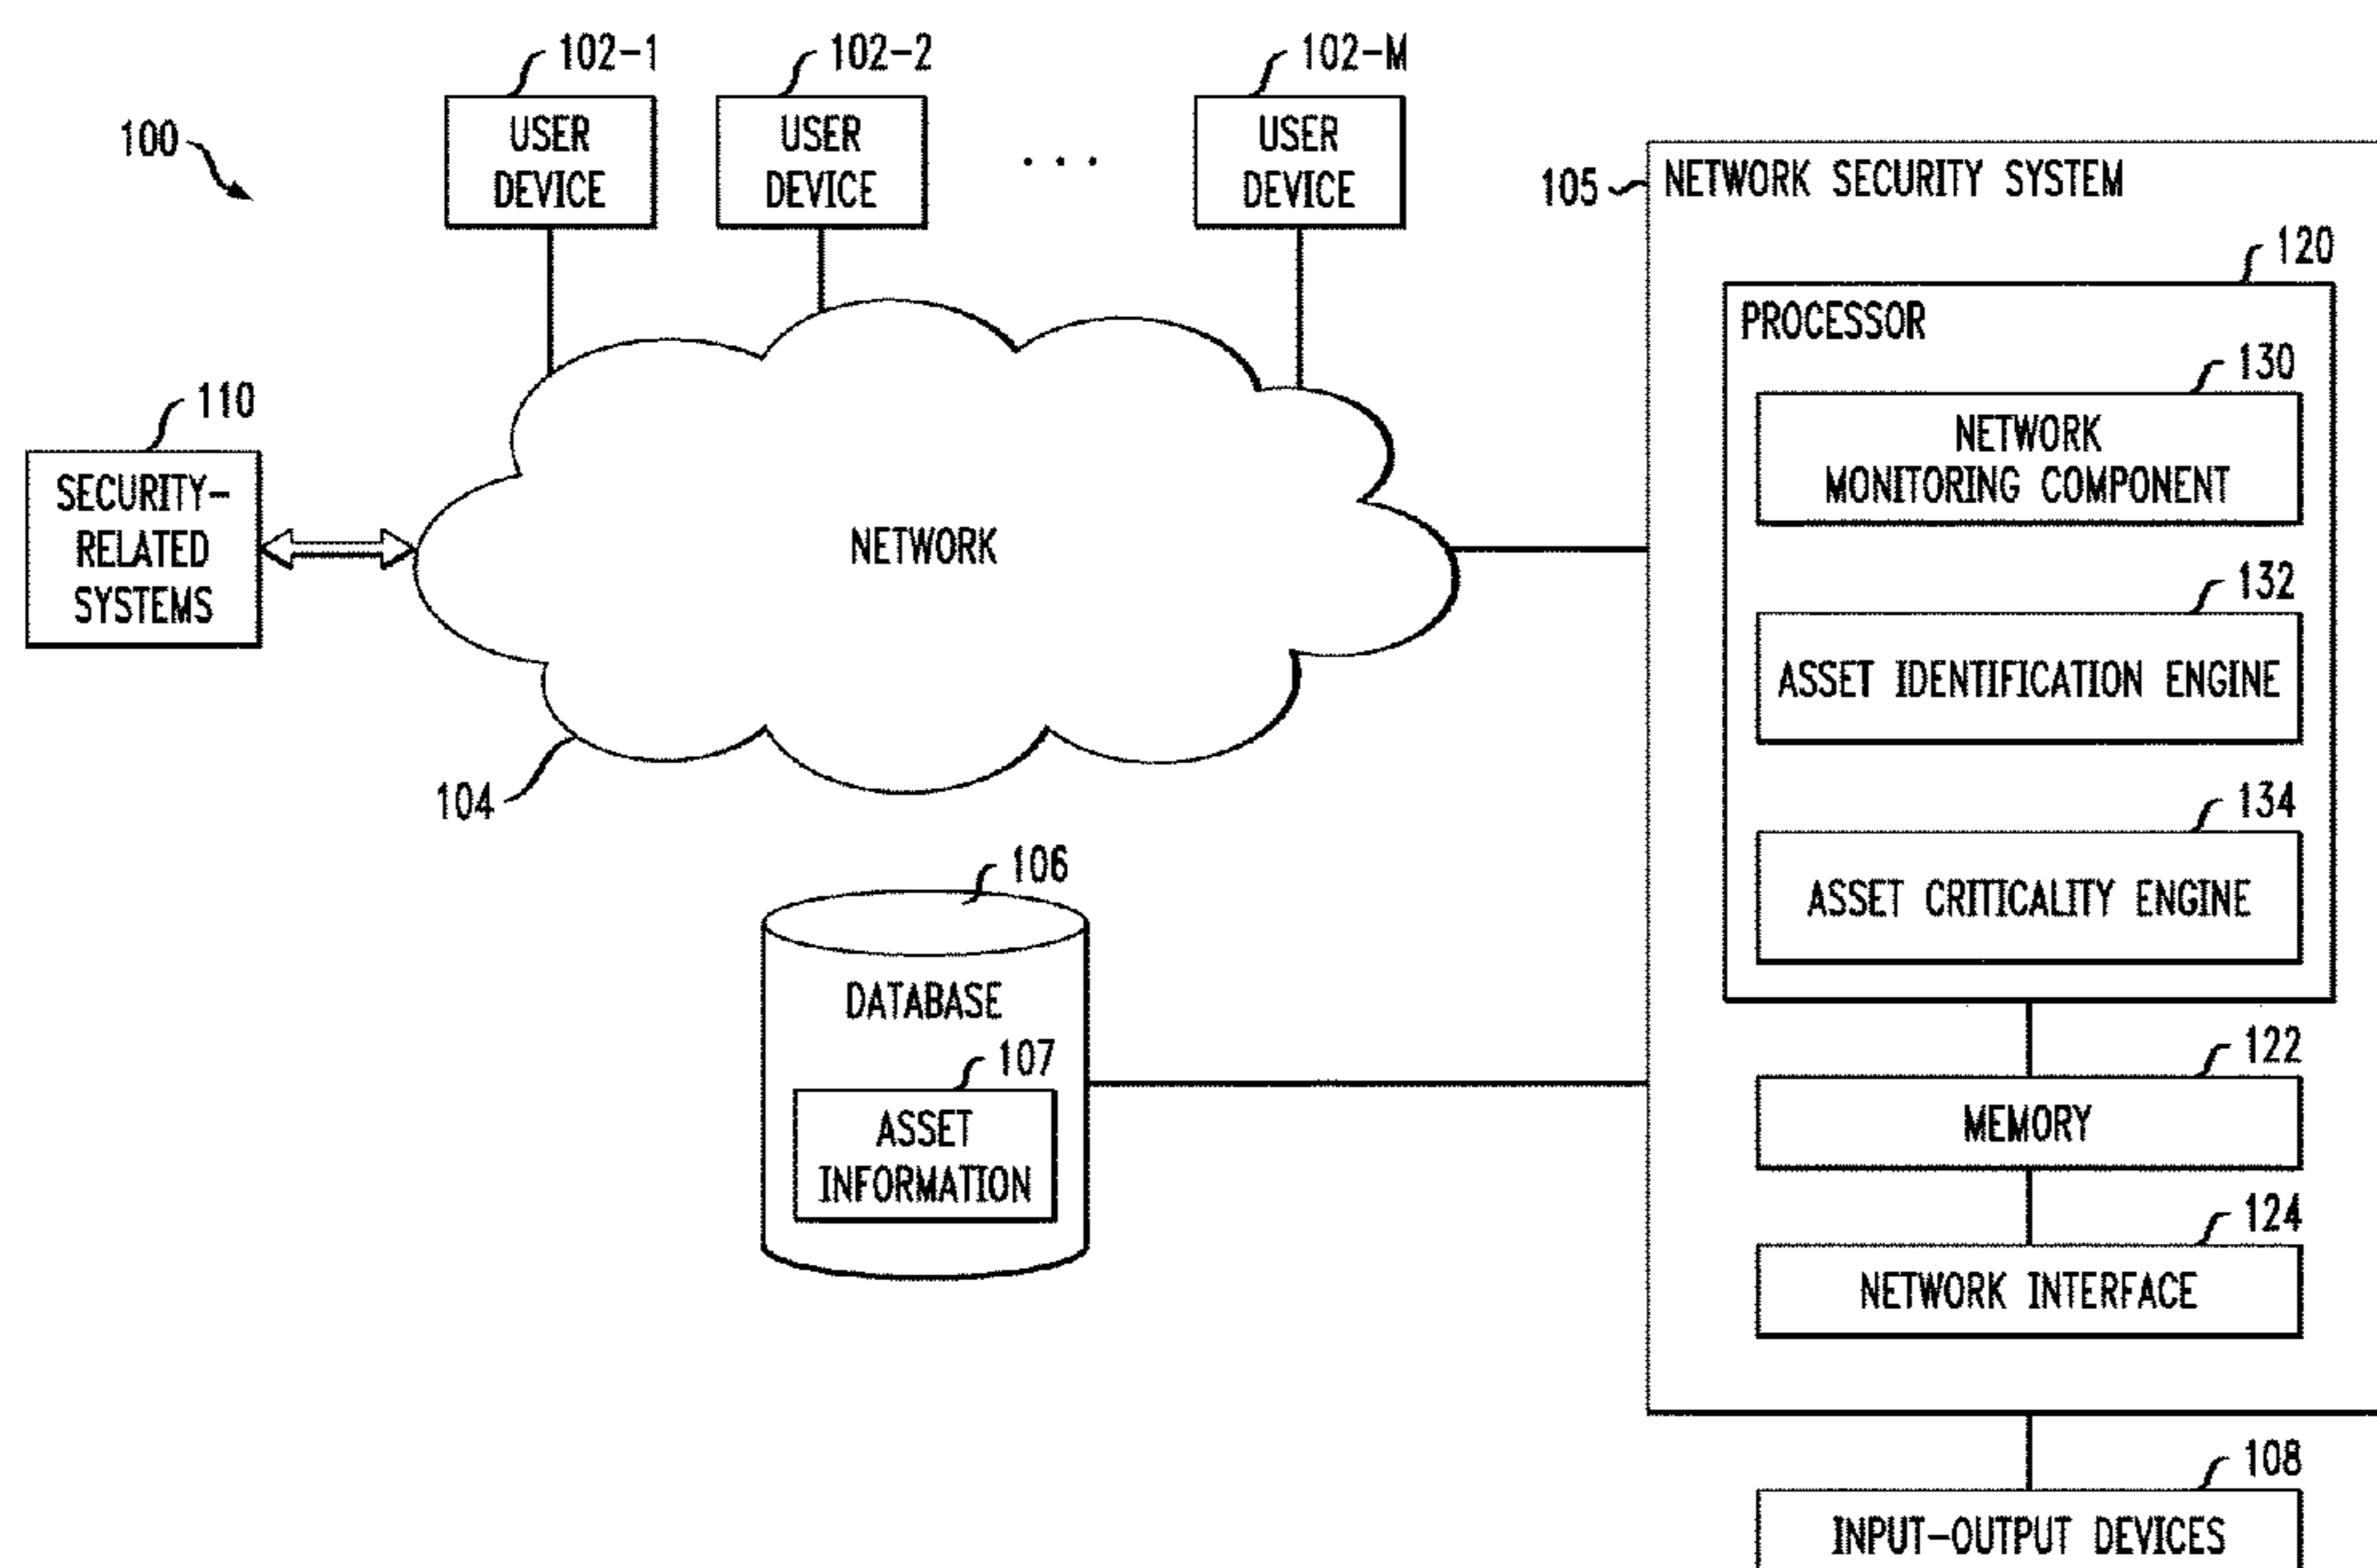 102-1
102-2
102-M
100
USER
DEVICE
USER
DEVICE
. . .
USER
DEVICE
105
NETWORK SECURITY SYSTEM
120
PROCESSOR
130
NETWORK
MONITORING COMPONENT
110
SECURITY-
RELATED
SYSTEMS
NETWORK
132
ASSET IDENTIFICATION ENGINE
104
134
ASSET CRITICALITY ENGINE
106
DATABASE
107
ASSET
INFORMATION
122
MEMORY
124
NETWORK INTERFACE
108
INPUT-OUTPUT DEVICES